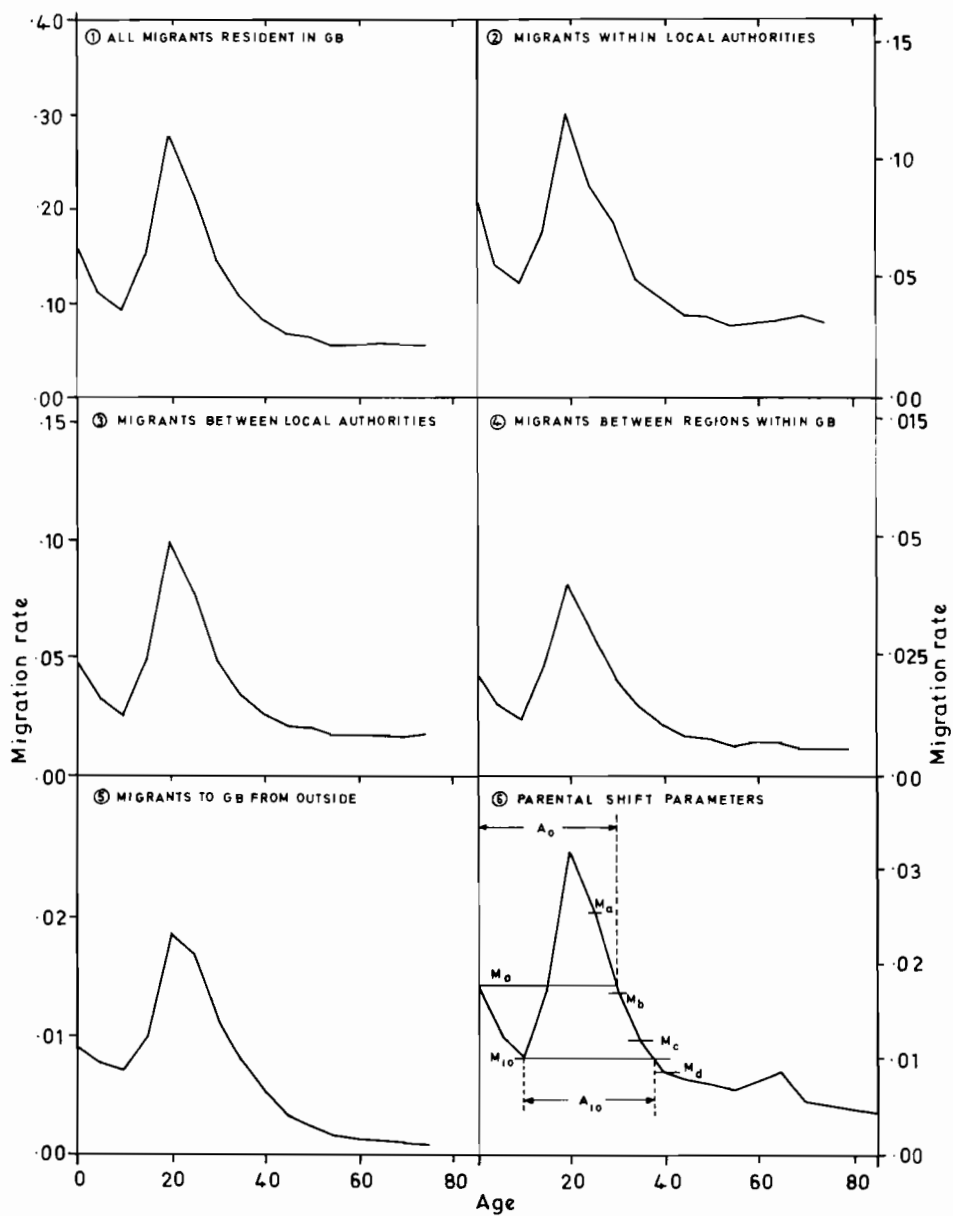 ·40
·30
·20
·10
·00
① ALL MIGRANTS RESIDENT IN GB
② MIGRANTS WITHIN LOCAL AUTHORITIES
·15
·10
·05
·00
·15
·10
·05
·00
③ MIGRANTS BETWEEN LOCAL AUTHORITIES
④ MIGRANTS BETWEEN REGIONS WITHIN GB
·015
·05
·025
·00
Migration rate
Migration rate
·02
·01
·00
⑤ MIGRANTS TO GB FROM OUTSIDE
⑥ PARENTAL SHIFT PARAMETERS
A₀
Mₐ
M₀
M_b
M_c
M₁₀
M_d
A₁₀
·03
·02
·01
·00
0 20 40 60 80
20 40 60 80
Age